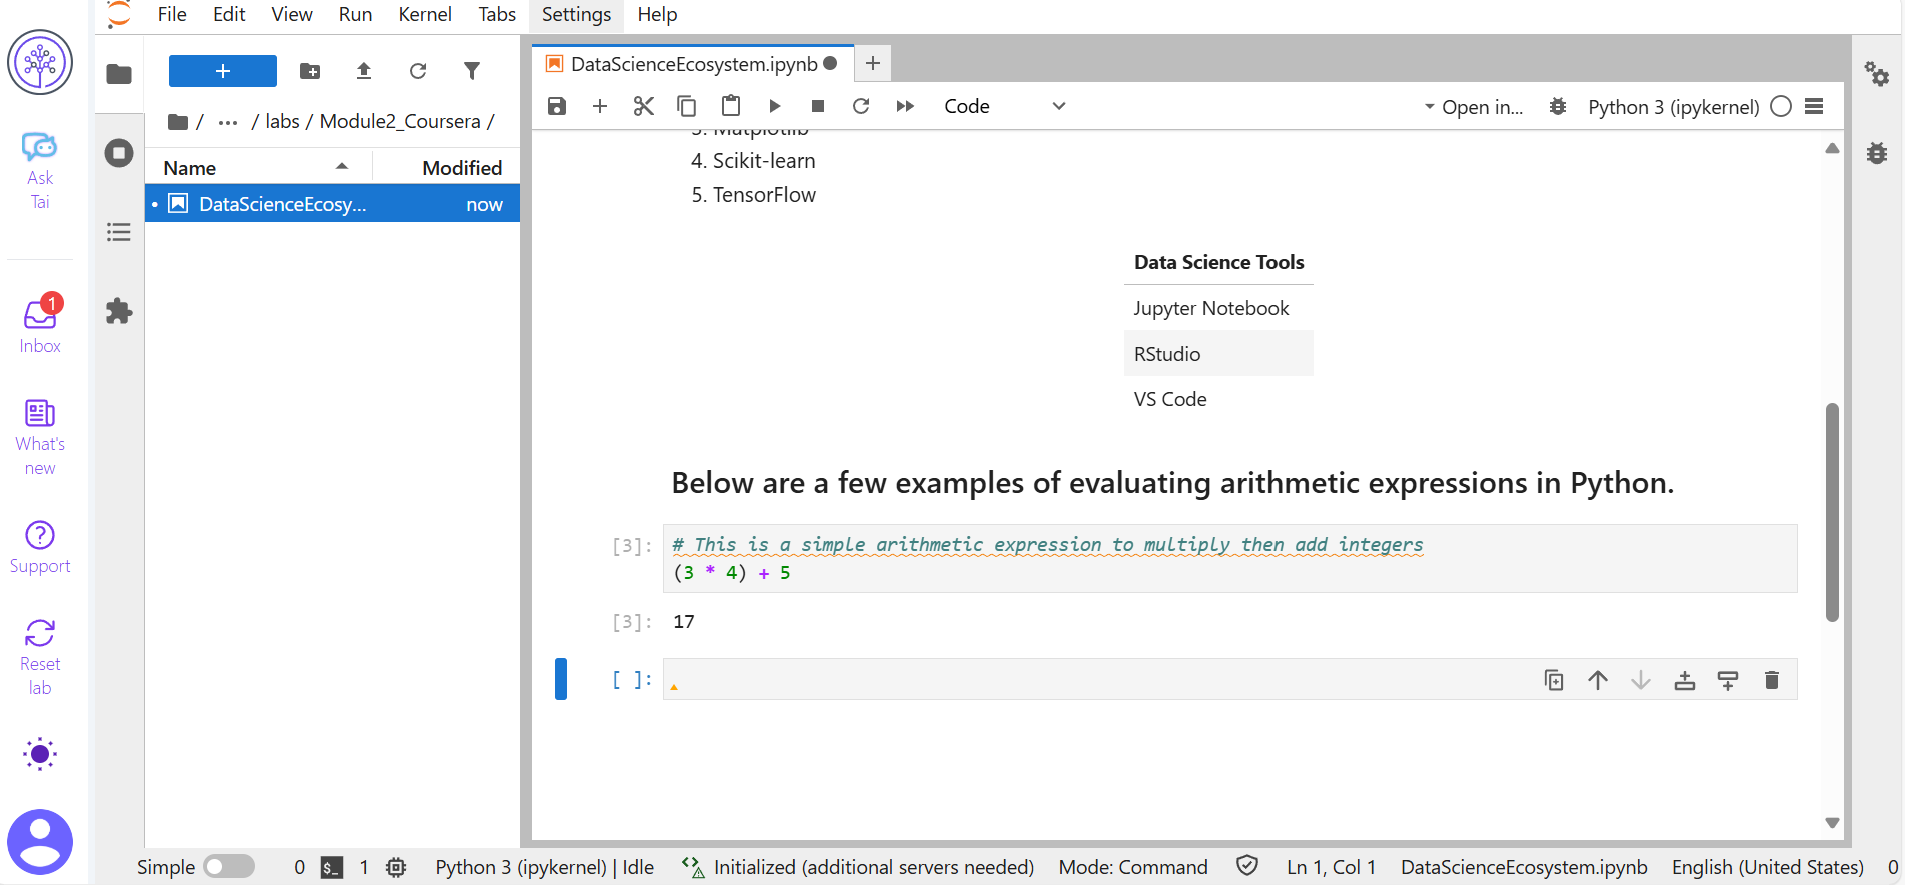 File Edit View Run Kernel Tabs Settings Help
Ask
Tai
1
Inbox
What's
new
Support
Reset
lab
+
/ ... / labs / Module2_Coursera /
Name Modified
DataScienceEcosy... now
DataScienceEcosystem.ipynb
Code
Open in...
Python 3 (ipykernel)
3. Matplotlib
4. Scikit-learn
5. TensorFlow
Data Science Tools
Jupyter Notebook
RStudio
VS Code
Below are a few examples of evaluating arithmetic expressions in Python.
[3]: # This is a simple arithmetic expression to multiply then add integers
(3 * 4) + 5
[3]: 17
[ ]:
Simple 0 $_ 1 Python 3 (ipykernel) | Idle Initialized (additional servers needed) Mode: Command Ln 1, Col 1 DataScienceEcosystem.ipynb English (United States) 0